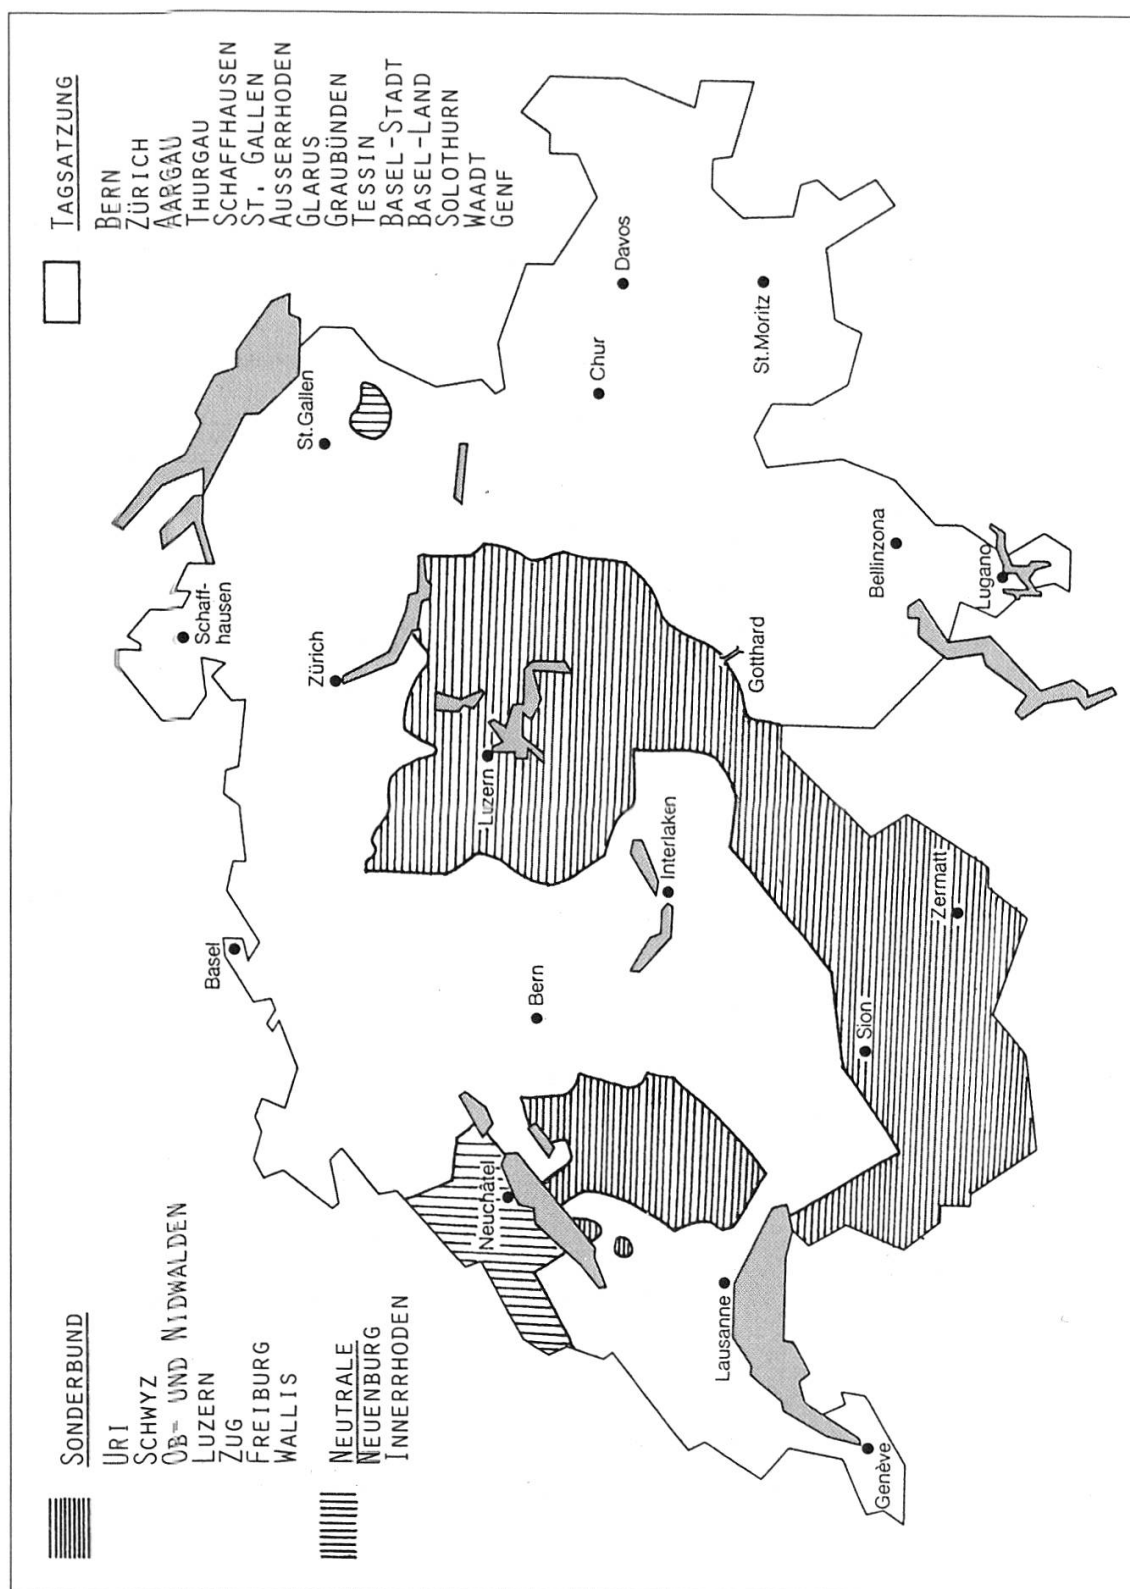 SONDERBUND
URI
SCHWYZ
OB- UND NIDWALDEN
LUZERN
ZUG
FREIBURG
WALLIS
NEUTRALE
NEUENBURG
INNERRHODEN
TAGSATZUNG
BERN
ZÜRICH
AARGAU
THURGAU
SCHAFFHAUSEN
ST. GALLEN
AUSSERRHODEN
GLARUS
GRAUBÜNDEN
TESSIN
BASEL-STADT
BASEL-LAND
SOLOTHURN
WAADT
GENF
Schaff-
hausen
Basel
St.Gallen
Zürich
Luzern
Neuchâtel
Bern
Chur
Davos
Interlaken
Lausanne
Gotthard
St.Moritz
Sion
Genève
Bellinzona
Zermatt
Lugano